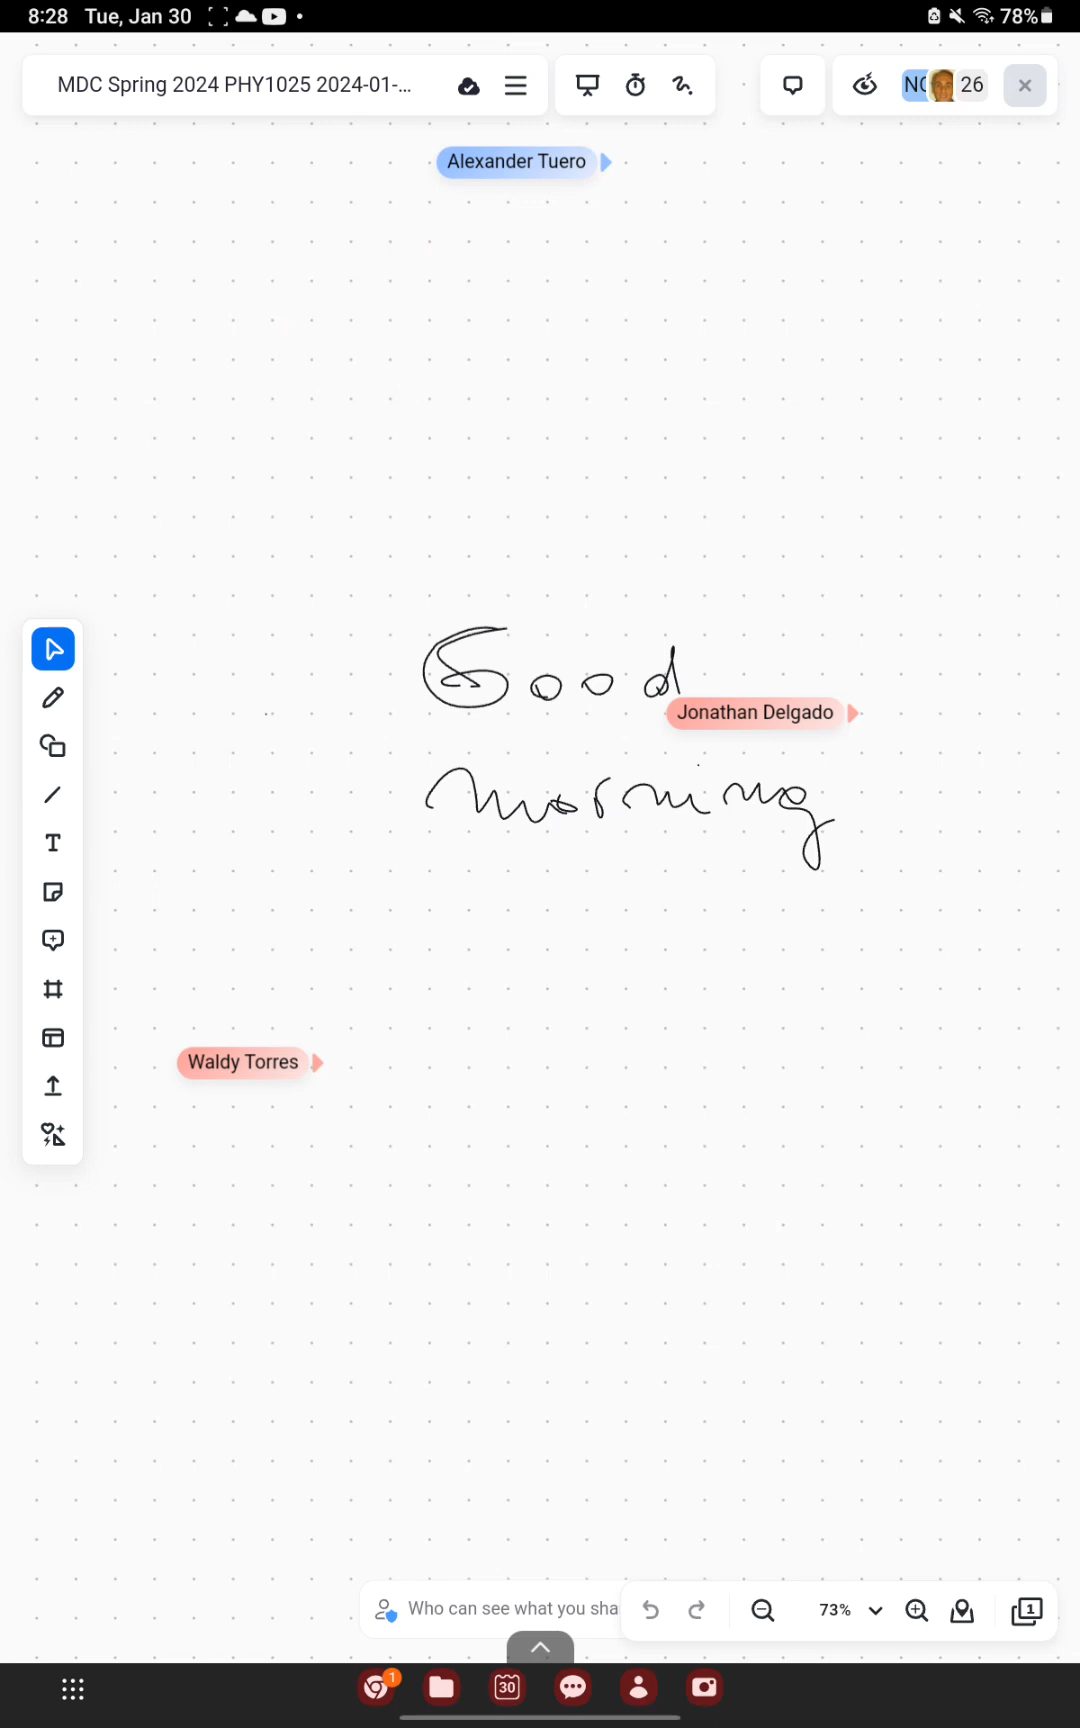 8:28 Tue, Jan 30 78%
MDC Spring 2024 PHY1025 2024-01-...
26
Alexander Tuero
Good
Jonathan Delgado
morning
Waldy Torres
T
Who can see what you sha
73%
1
1
30